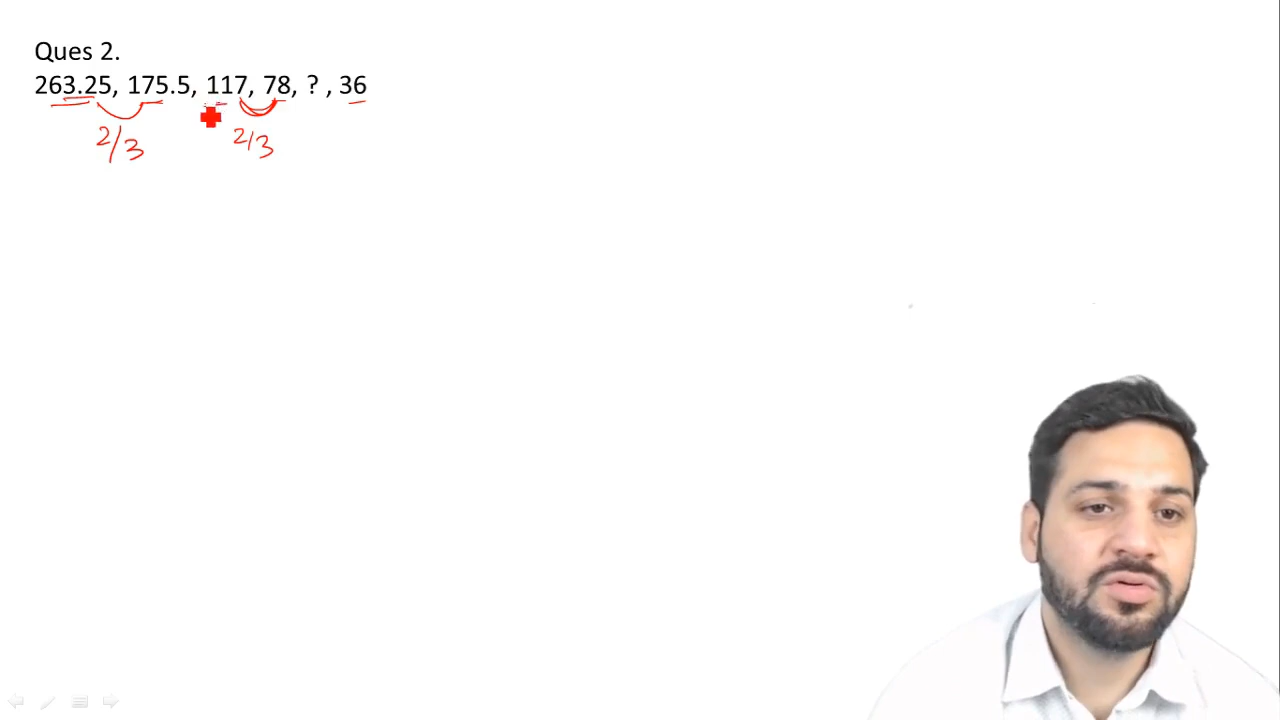 Ques 2.
263.25, 175.5, 117, 78, ? , 36
2/3 2/3